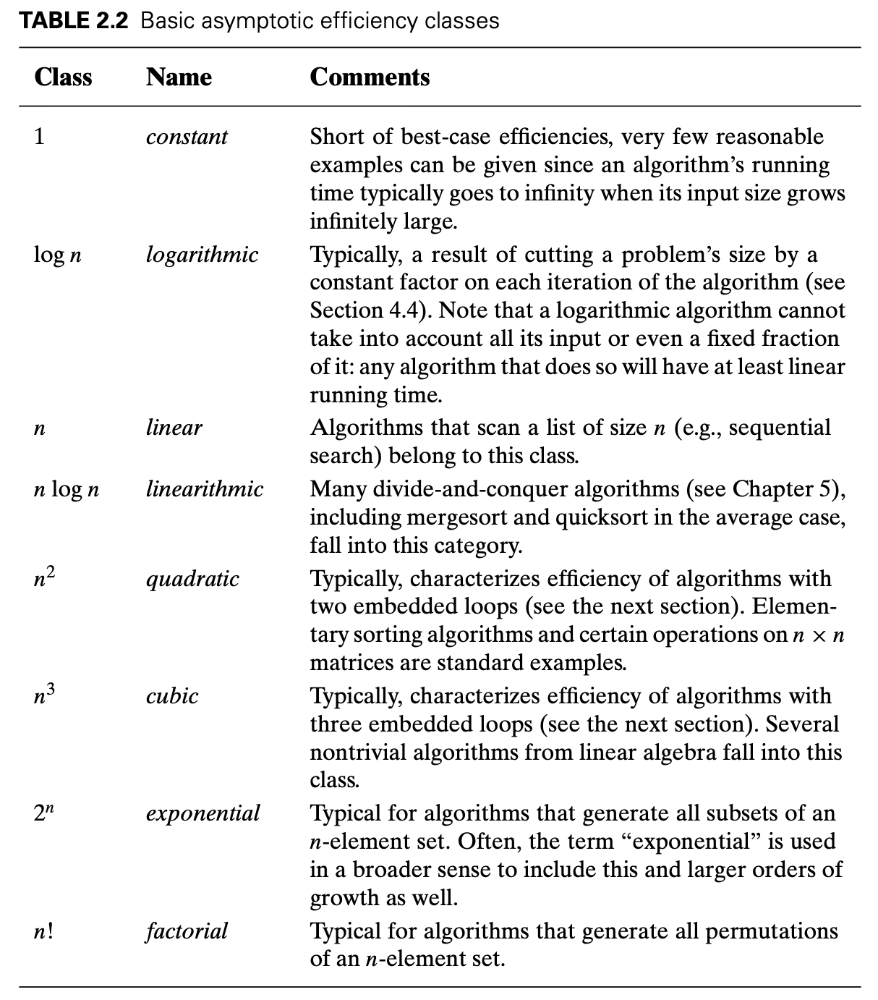 TABLE 2.2 Basic asymptotic efficiency classes
Class Name Comments
1 constant Short of best-case efficiencies, very few reasonable
examples can be given since an algorithm's running
time typically goes to infinity when its input size grows
infinitely large.
log n logarithmic Typically, a result of cutting a problem's size by a
constant factor on each iteration of the algorithm (see
Section 4.4). Note that a logarithmic algorithm cannot
take into account all its input or even a fixed fraction
of it: any algorithm that does so will have at least linear
running time.
n linear Algorithms that scan a list of size n (e.g., sequential
search) belong to this class.
n log n linearithmic Many divide-and-conquer algorithms (see Chapter 5),
including mergesort and quicksort in the average case,
fall into this category.
n² quadratic Typically, characterizes efficiency of algorithms with
two embedded loops (see the next section). Elemen-
tary sorting algorithms and certain operations on n × n
matrices are standard examples.
n³ cubic Typically, characterizes efficiency of algorithms with
three embedded loops (see the next section). Several
nontrivial algorithms from linear algebra fall into this
class.
2ⁿ exponential Typical for algorithms that generate all subsets of an
n-element set. Often, the term “exponential” is used
in a broader sense to include this and larger orders of
growth as well.
n! factorial Typical for algorithms that generate all permutations
of an n-element set.